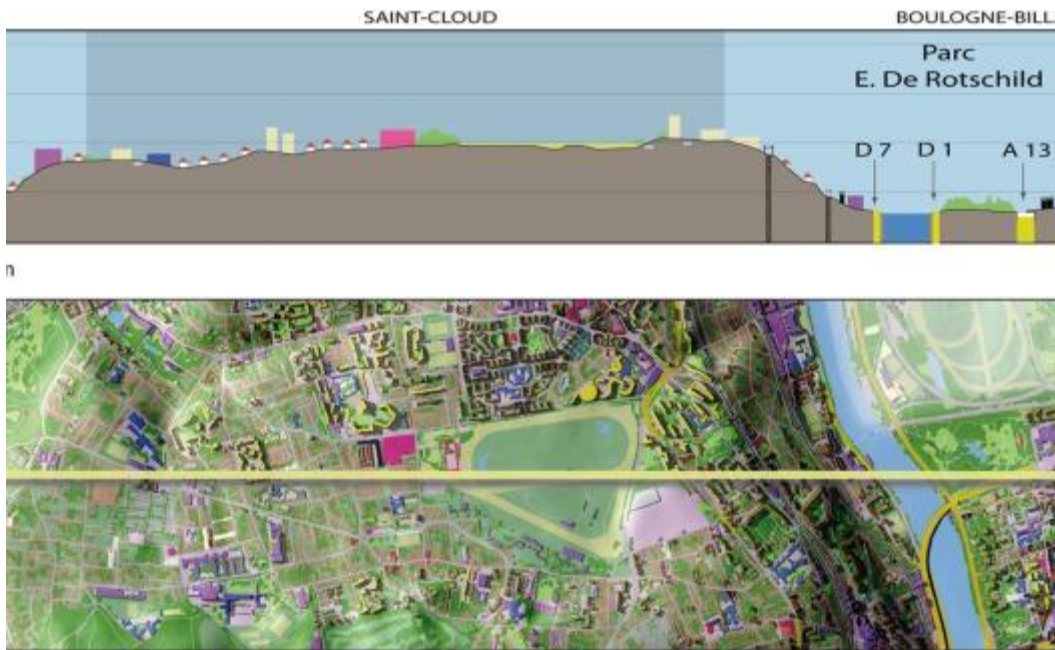 SAINT-CLOUD
BOULOGNE-BILL
Parc
E. De Rotschild
D 7 D 1 A 13